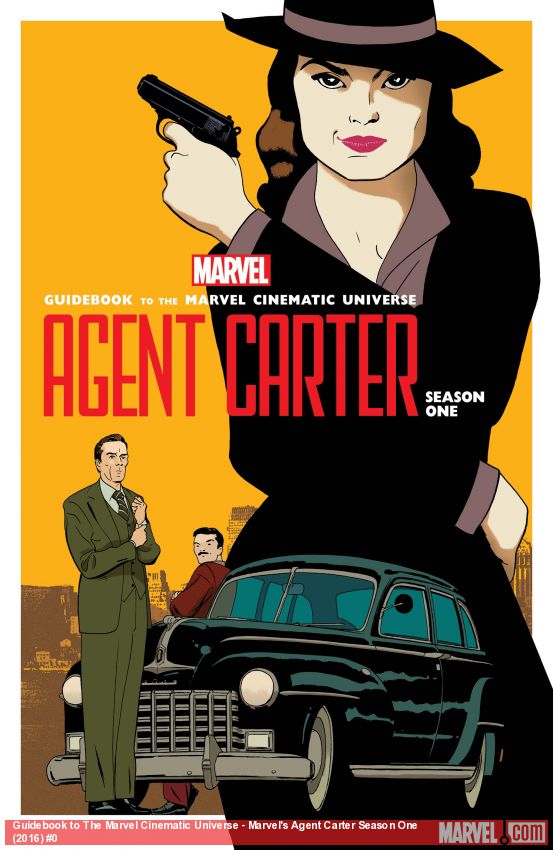 MARVEL
GUIDEBOOK TO THE MARVEL CINEMATIC UNIVERSE
AGENT CARTER
SEASON
ONE
Guidebook to The Marvel Cinematic Universe - Marvel's Agent Carter Season One
(2016) #0
MARVEL.com